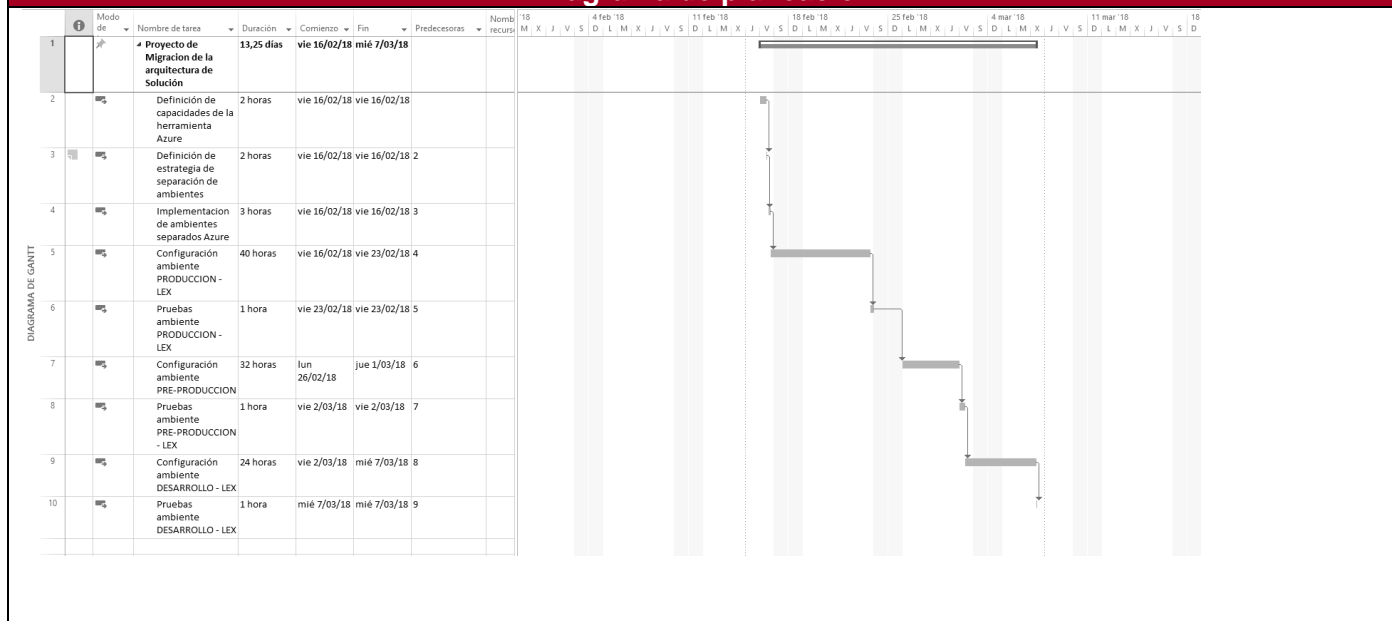 Modo de
Nombre de tarea
Duración
Comienzo
Fin
Predecesoras
Nomb recurs
'18
4 feb '18
11 feb '18
18 feb '18
25 feb '18
4 mar '18
11 mar '18
18
M X J V S D L M X J V S D L M X J V S D L M X J V S D L M X J V S D L M X J V S D L M X J V S D
DIAGRAMA DE GANTT
1 Proyecto de 13,25 días vie 16/02/18 mié 7/03/18
Migracion de la
arquitectura de
Solución
2 Definición de 2 horas vie 16/02/18 vie 16/02/18
capacidades de la
herramienta
Azure
3 Definición de 2 horas vie 16/02/18 vie 16/02/18 2
estrategia de
separación de
ambientes
4 Implementacion 3 horas vie 16/02/18 vie 16/02/18 3
de ambientes
separados Azure
5 Configuración 40 horas vie 16/02/18 vie 23/02/18 4
ambiente
PRODUCCION -
LEX
6 Pruebas 1 hora vie 23/02/18 vie 23/02/18 5
ambiente
PRODUCCION -
LEX
7 Configuración 32 horas lun 26/02/18 jue 1/03/18 6
ambiente
PRE-PRODUCCION
8 Pruebas 1 hora vie 2/03/18 vie 2/03/18 7
ambiente
PRE-PRODUCCION
- LEX
9 Configuración 24 horas vie 2/03/18 mié 7/03/18 8
ambiente
DESARROLLO - LEX
10 Pruebas 1 hora mié 7/03/18 mié 7/03/18 9
ambiente
DESARROLLO - LEX